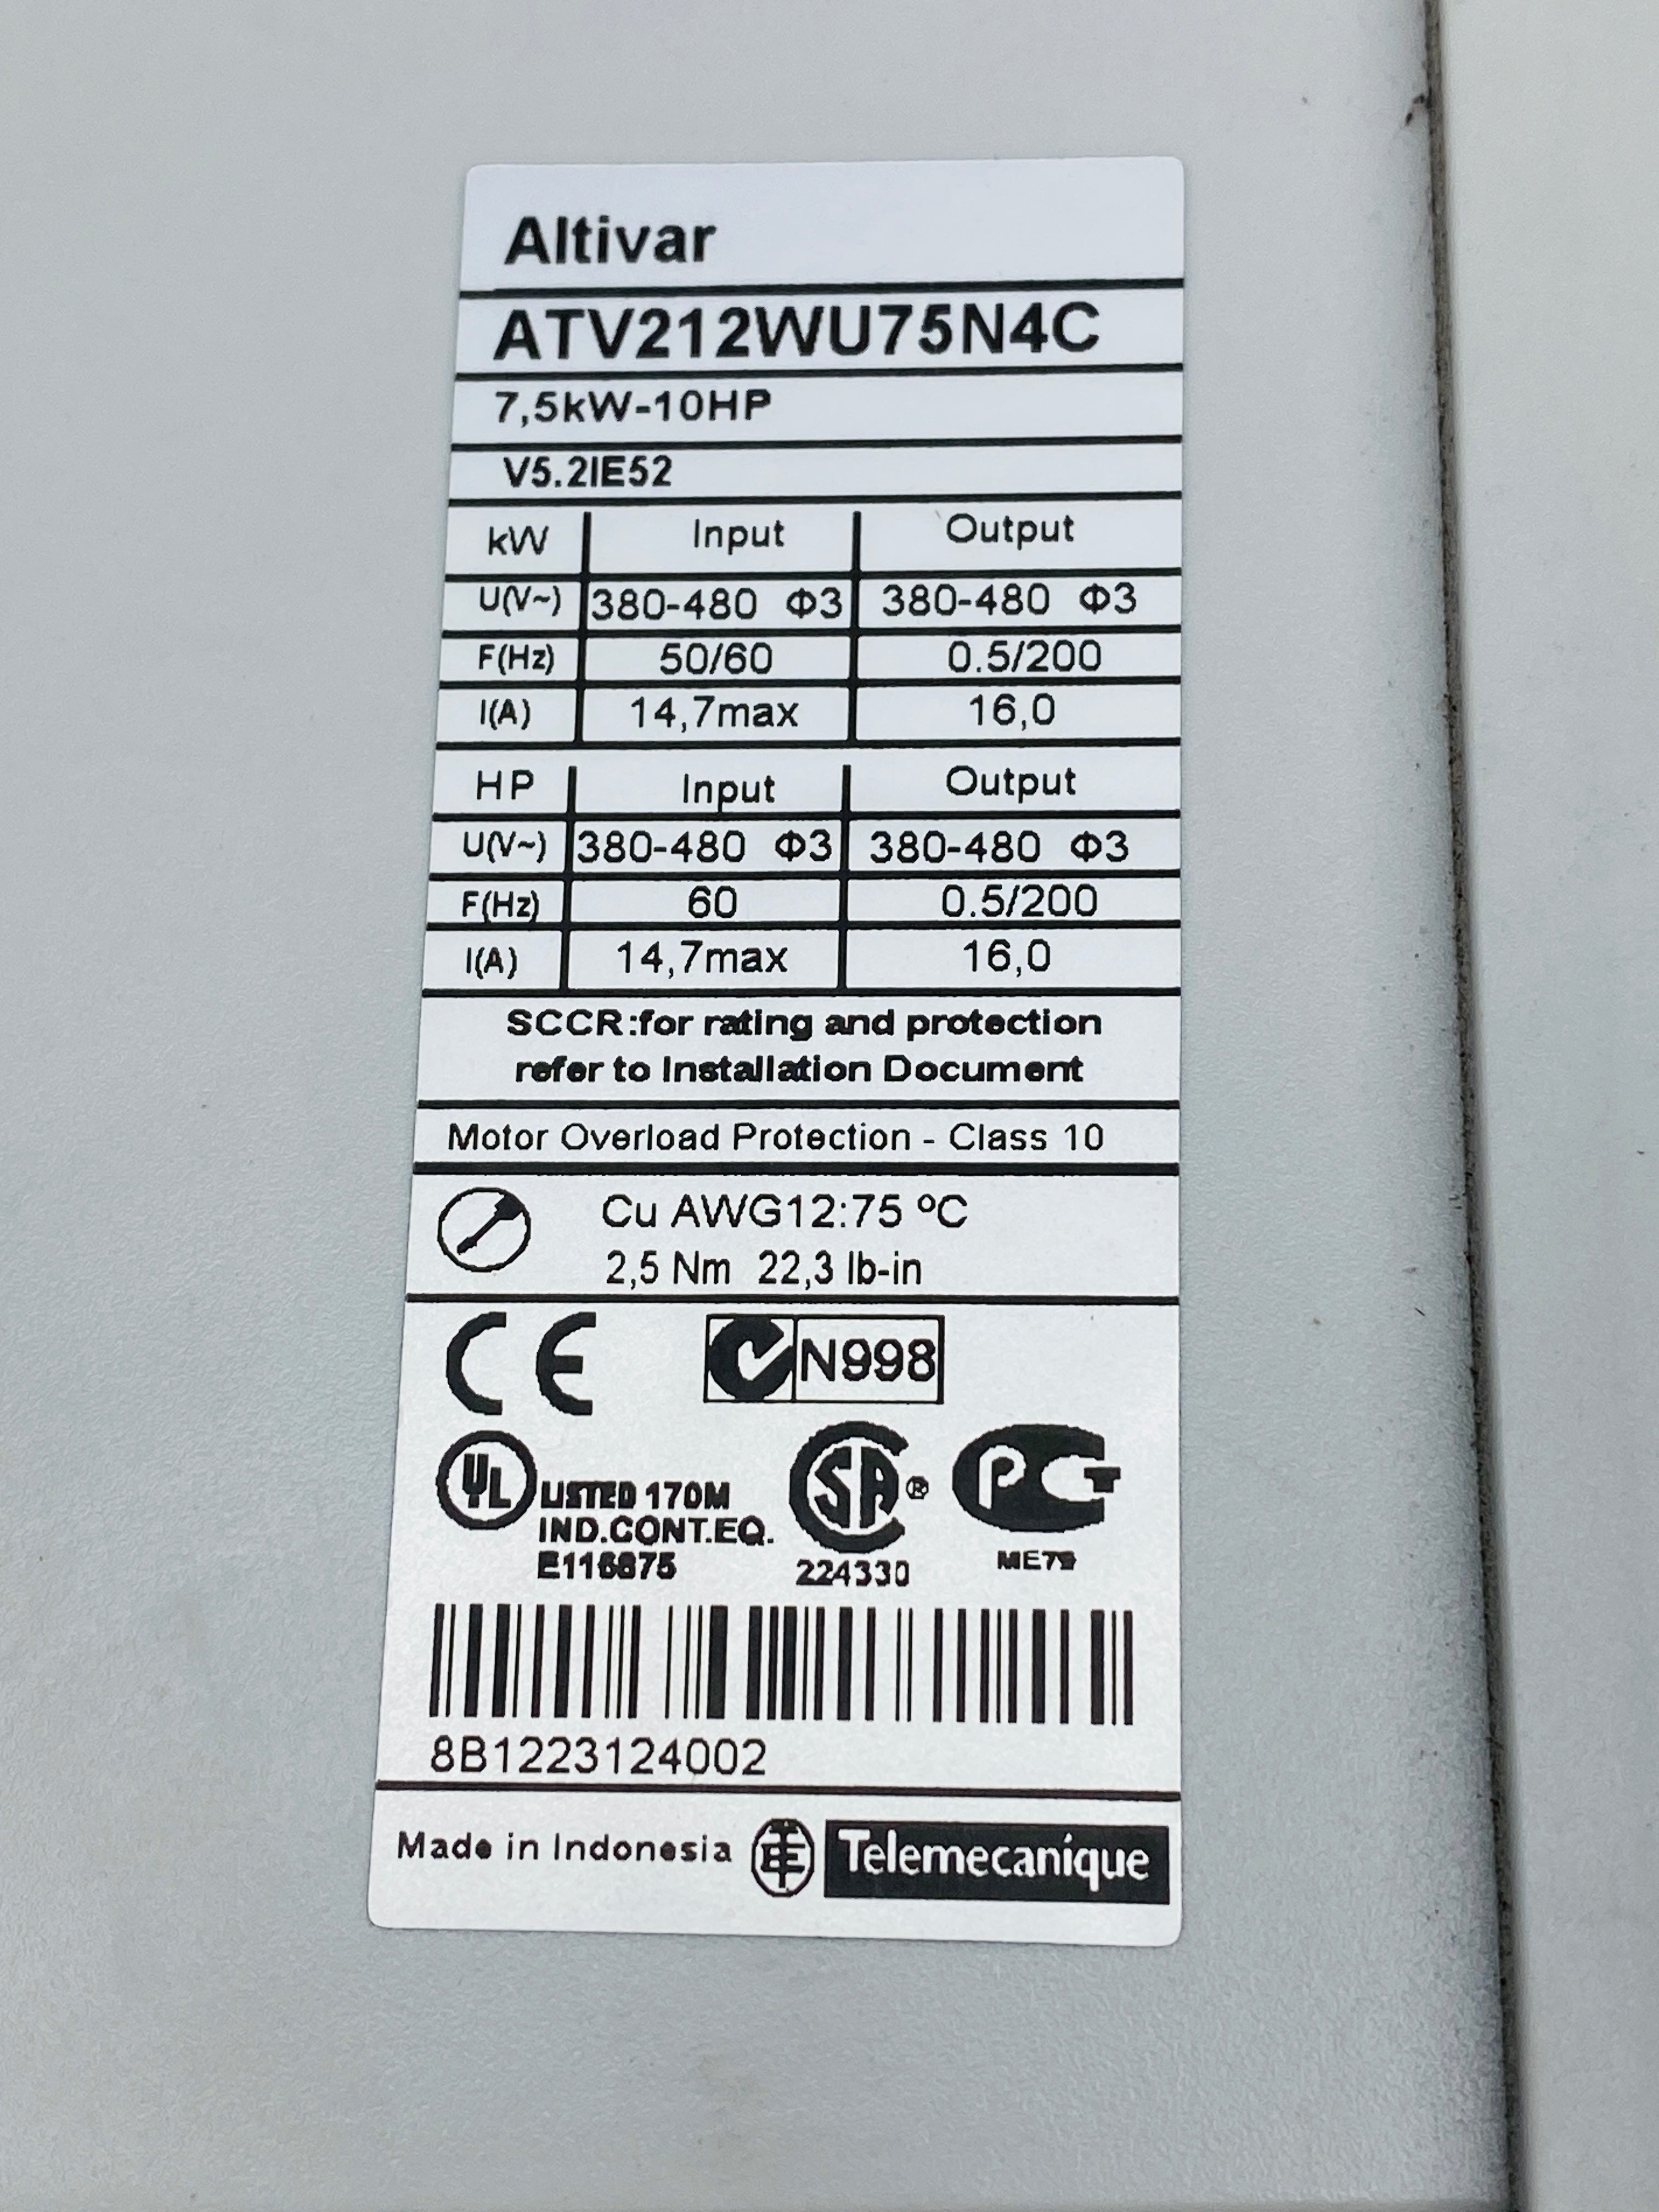 Altivar
ATV212WU75N4C
7,5kW-10HP
V5.2IE52
kW Input Output
U(V~) 380-480 Φ3 380-480 Φ3
F(Hz) 50/60 0.5/200
I(A) 14,7max 16,0
HP Input Output
U(V~) 380-480 Φ3 380-480 Φ3
F(Hz) 60 0.5/200
I(A) 14,7max 16,0
SCCR:for rating and protection
refer to Installation Document
Motor Overload Protection - Class 10
Cu AWG12:75 ºC
2,5 Nm 22,3 lb-in
CE N998
UL LISTED 170M
IND.CONT.EQ.
E116875
SA ®
224330
PCT
ME79
8B1223124002
Made in Indonesia TE Telemecanique